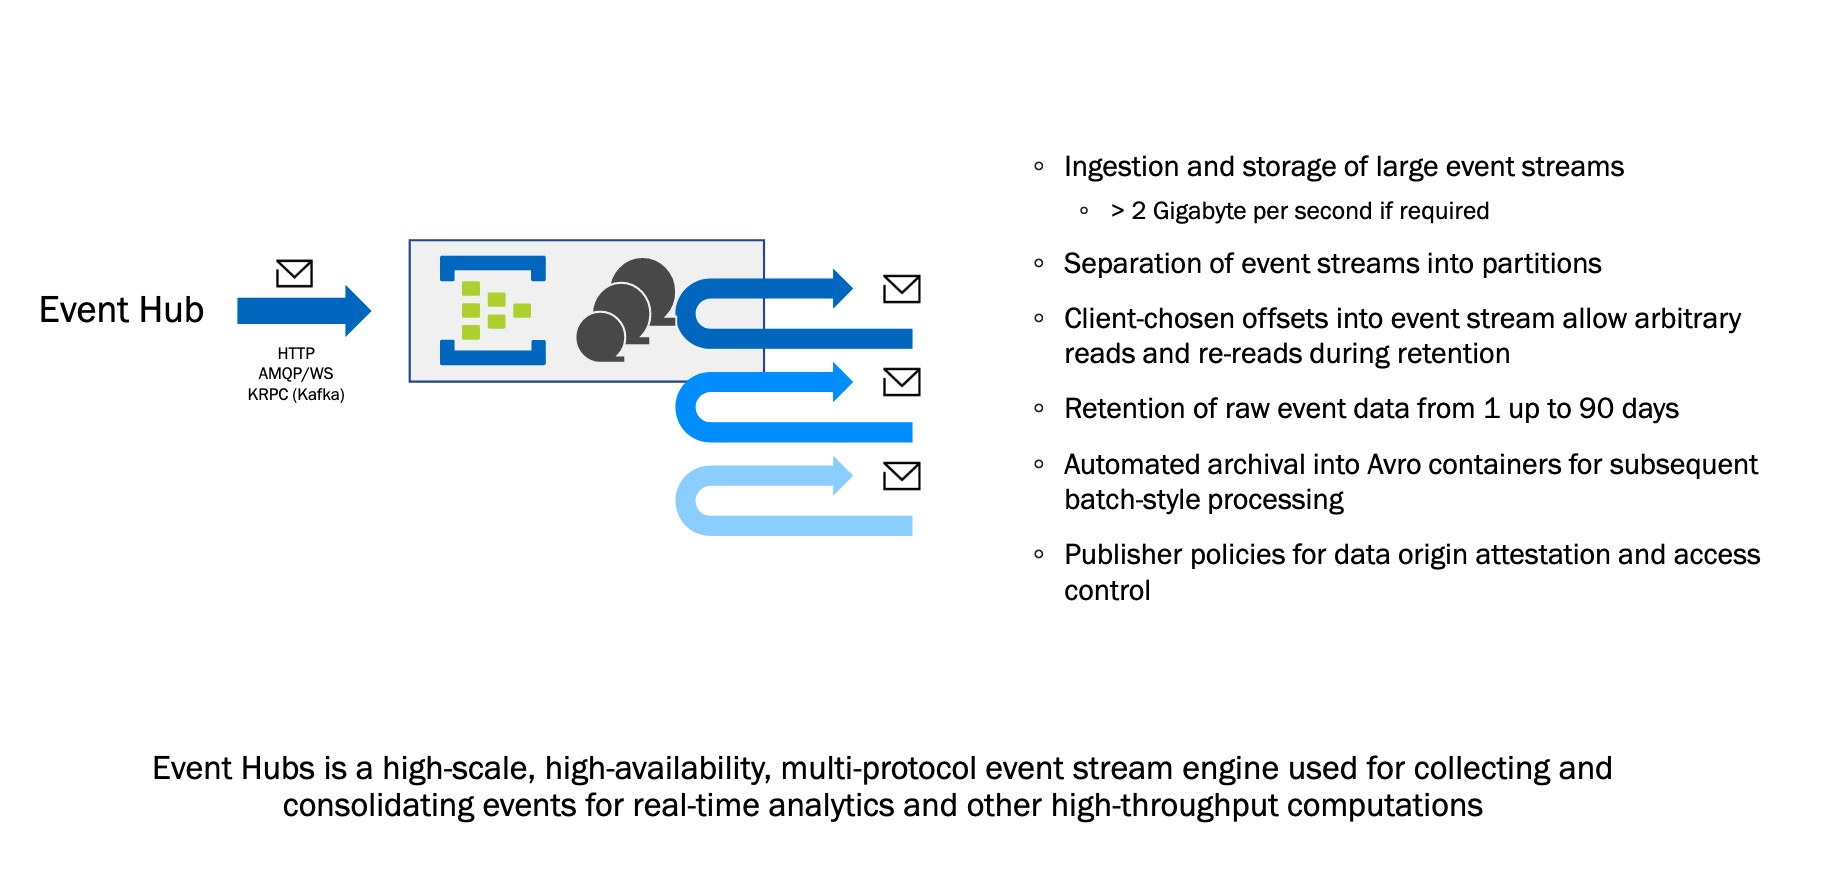 Event Hub
HTTP
AMQP/WS
KRPC (Kafka)
Ingestion and storage of large event streams
> 2 Gigabyte per second if required
Separation of event streams into partitions
Client-chosen offsets into event stream allow arbitrary
reads and re-reads during retention
Retention of raw event data from 1 up to 90 days
Automated archival into Avro containers for subsequent
batch-style processing
Publisher policies for data origin attestation and access
control
Event Hubs is a high-scale, high-availability, multi-protocol event stream engine used for collecting and
consolidating events for real-time analytics and other high-throughput computations